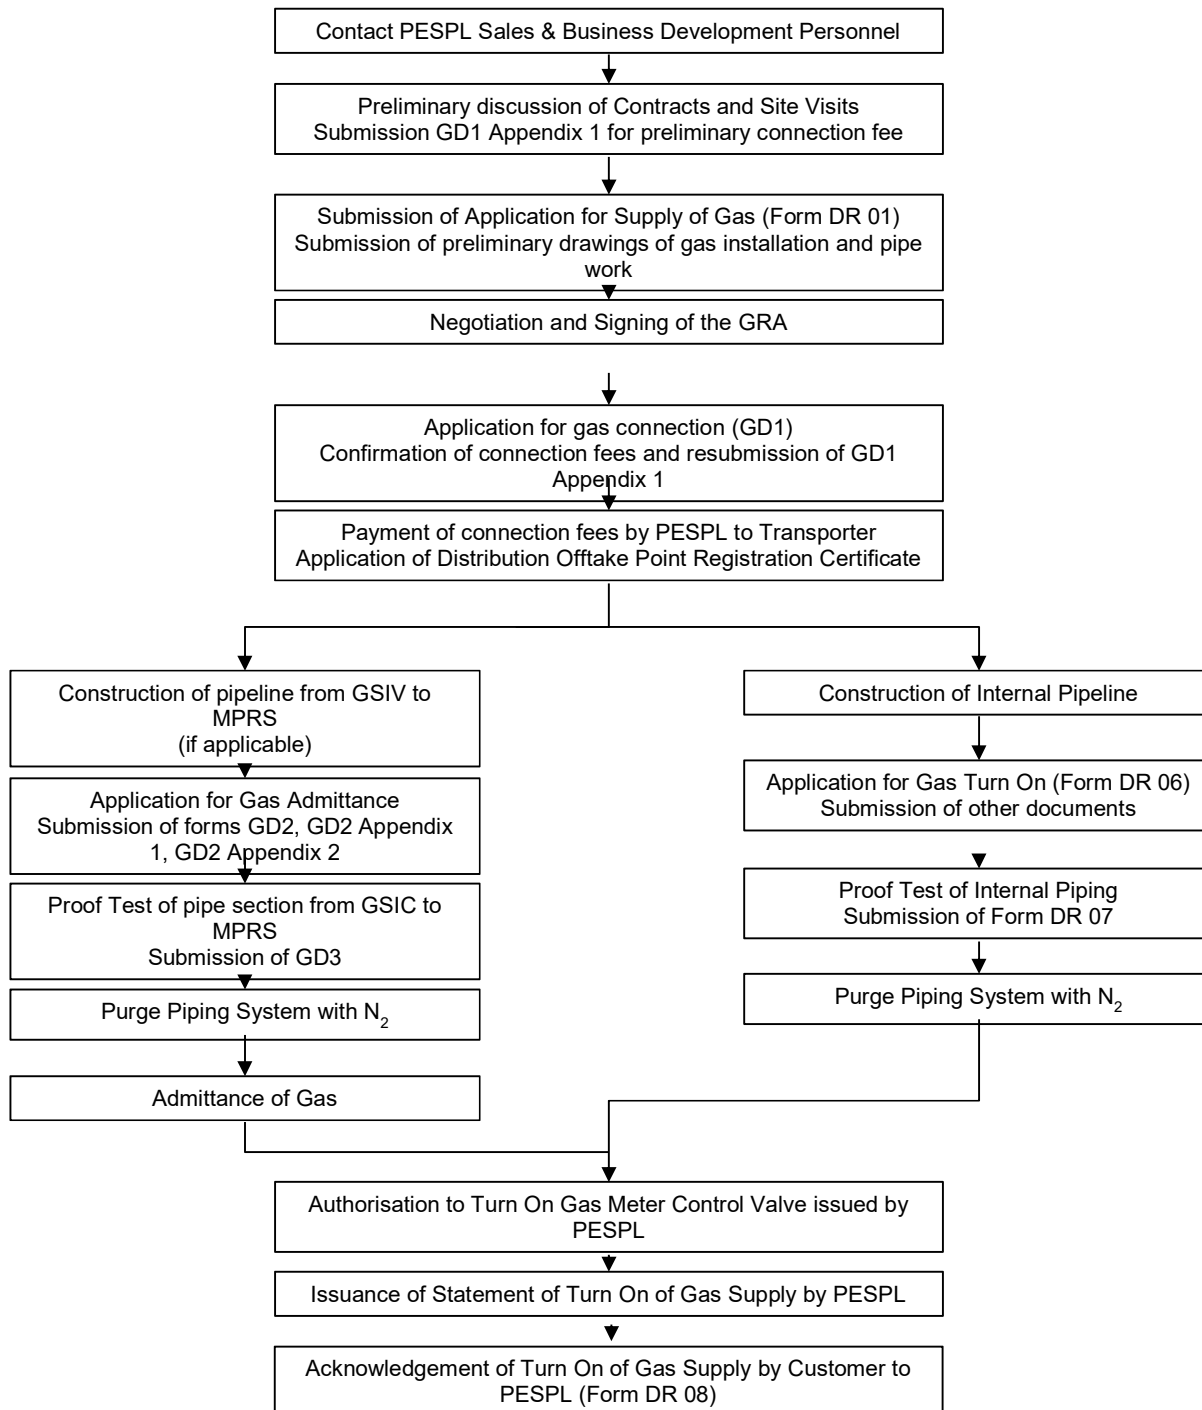 Contact PESPL Sales & Business Development Personnel
Preliminary discussion of Contracts and Site Visits
Submission GD1 Appendix 1 for preliminary connection fee
Submission of Application for Supply of Gas (Form DR 01)
Submission of preliminary drawings of gas installation and pipe
work
Negotiation and Signing of the GRA
Application for gas connection (GD1)
Confirmation of connection fees and resubmission of GD1
Appendix 1
Payment of connection fees by PESPL to Transporter
Application of Distribution Offtake Point Registration Certificate
Construction of pipeline from GSIV to
MPRS
(if applicable)
Application for Gas Admittance
Submission of forms GD2, GD2 Appendix
1, GD2 Appendix 2
Proof Test of pipe section from GSIC to
MPRS
Submission of GD3
Purge Piping System with N2
Admittance of Gas
Construction of Internal Pipeline
Application for Gas Turn On (Form DR 06)
Submission of other documents
Proof Test of Internal Piping
Submission of Form DR 07
Purge Piping System with N2
Authorisation to Turn On Gas Meter Control Valve issued by
PESPL
Issuance of Statement of Turn On of Gas Supply by PESPL
Acknowledgement of Turn On of Gas Supply by Customer to
PESPL (Form DR 08)